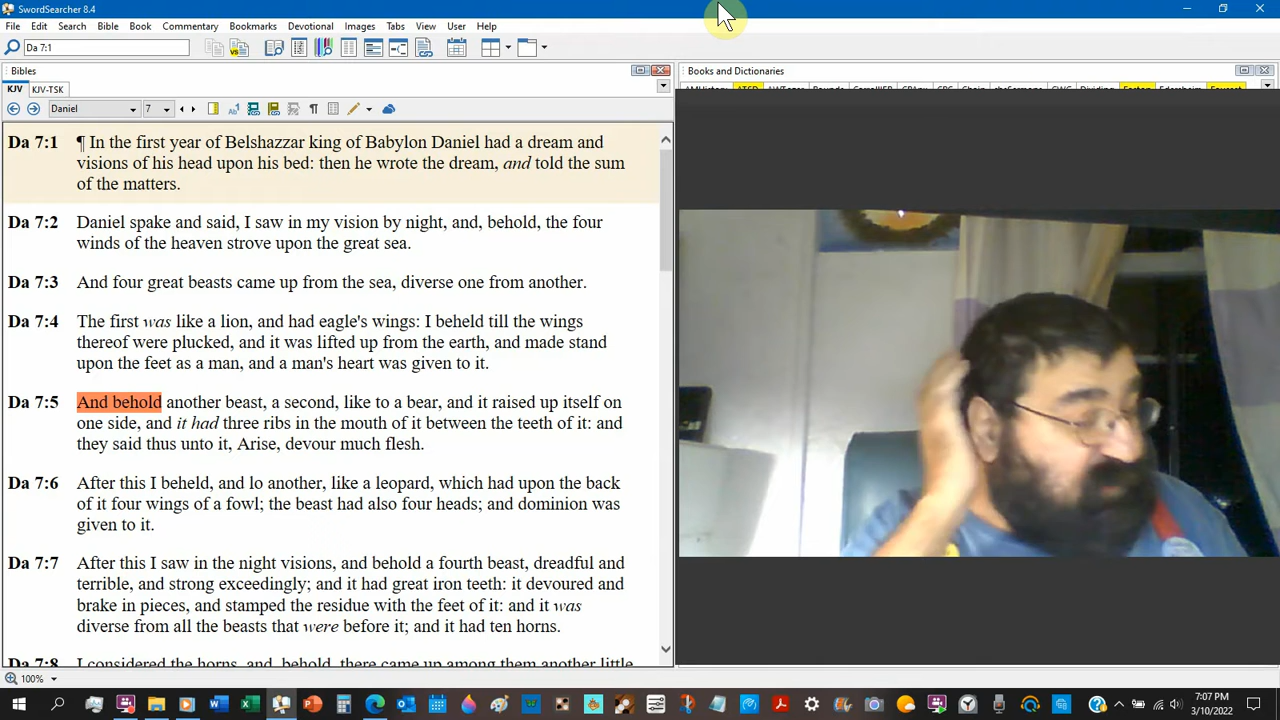 SwordSearcher 8.4
File Edit Search Bible Book Commentary Bookmarks Devotional Images Tabs View User Help
Da 7:1
Bibles
Books and Dictionaries
KJV KJV-TSK
Daniel 7
Da 7:1 ¶ In the first year of Belshazzar king of Babylon Daniel had a dream and
visions of his head upon his bed: then he wrote the dream, and told the sum
of the matters.
Da 7:2 Daniel spake and said, I saw in my vision by night, and, behold, the four
winds of the heaven strove upon the great sea.
Da 7:3 And four great beasts came up from the sea, diverse one from another.
Da 7:4 The first was like a lion, and had eagle's wings: I beheld till the wings
thereof were plucked, and it was lifted up from the earth, and made stand
upon the feet as a man, and a man's heart was given to it.
Da 7:5 And behold another beast, a second, like to a bear, and it raised up itself on
one side, and it had three ribs in the mouth of it between the teeth of it: and
they said thus unto it, Arise, devour much flesh.
Da 7:6 After this I beheld, and lo another, like a leopard, which had upon the back
of it four wings of a fowl; the beast had also four heads; and dominion was
given to it.
Da 7:7 After this I saw in the night visions, and behold a fourth beast, dreadful and
terrible, and strong exceedingly; and it had great iron teeth: it devoured and
brake in pieces, and stamped the residue with the feet of it: and it was
diverse from all the beasts that were before it; and it had ten horns.
Da 7:8 I considered the horns, and, behold, there came up among them another little
100%
7:07 PM
3/10/2022